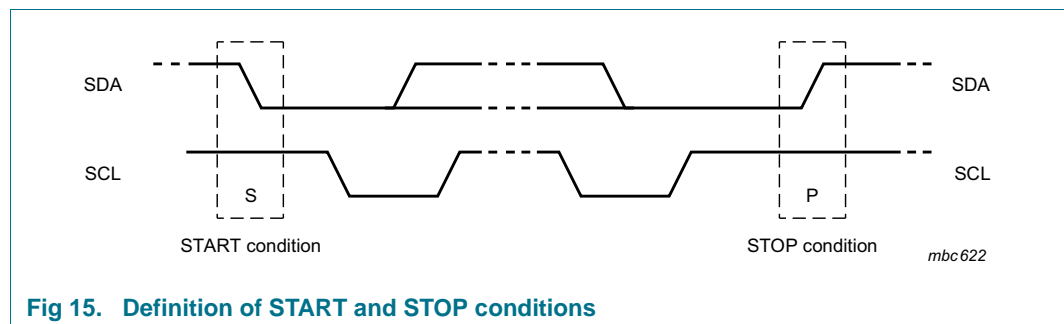 SDA SDA
SCL SCL
S P
START condition STOP condition
mbc622
Fig 15. Definition of START and STOP conditions